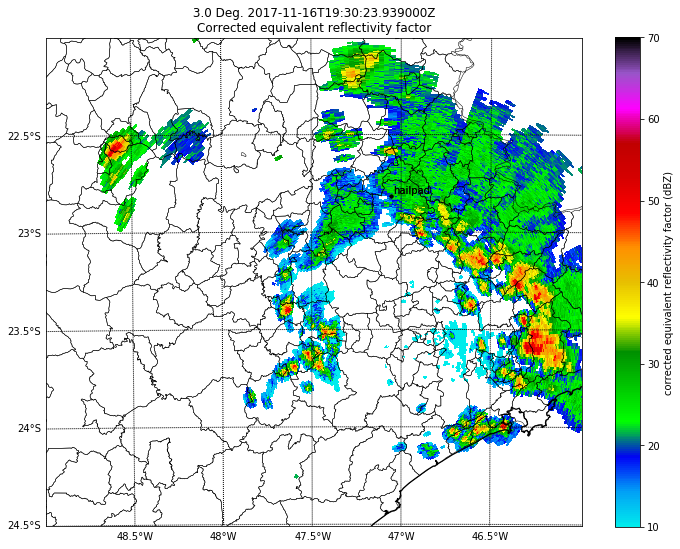 3.0 Deg. 2017-11-16T19:30:23.939000Z
Corrected equivalent reflectivity factor
22.5°S
23°S
23.5°S
24°S
24.5°S
48.5°W
48°W
47.5°W
47°W
46.5°W
hailpad
70
60
50
40
30
20
10
corrected equivalent reflectivity factor (dBZ)